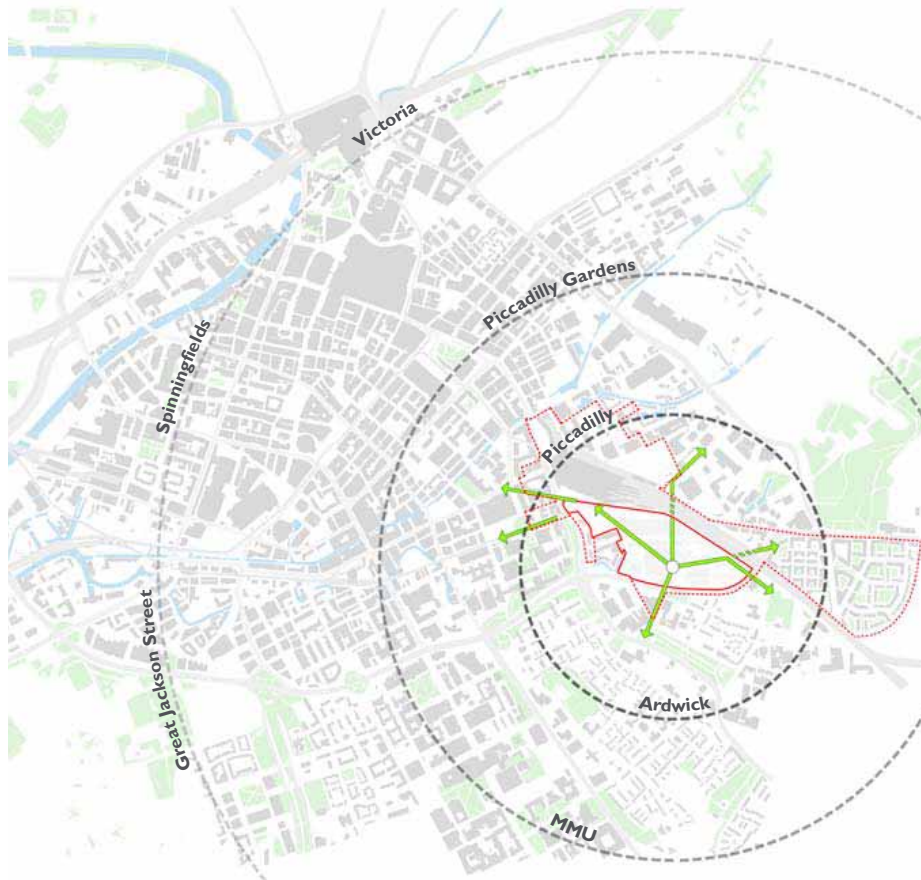 Victoria
Piccadilly Gardens
Spinningfields
Piccadilly
Great Jackson Street
Ardwick
MMU